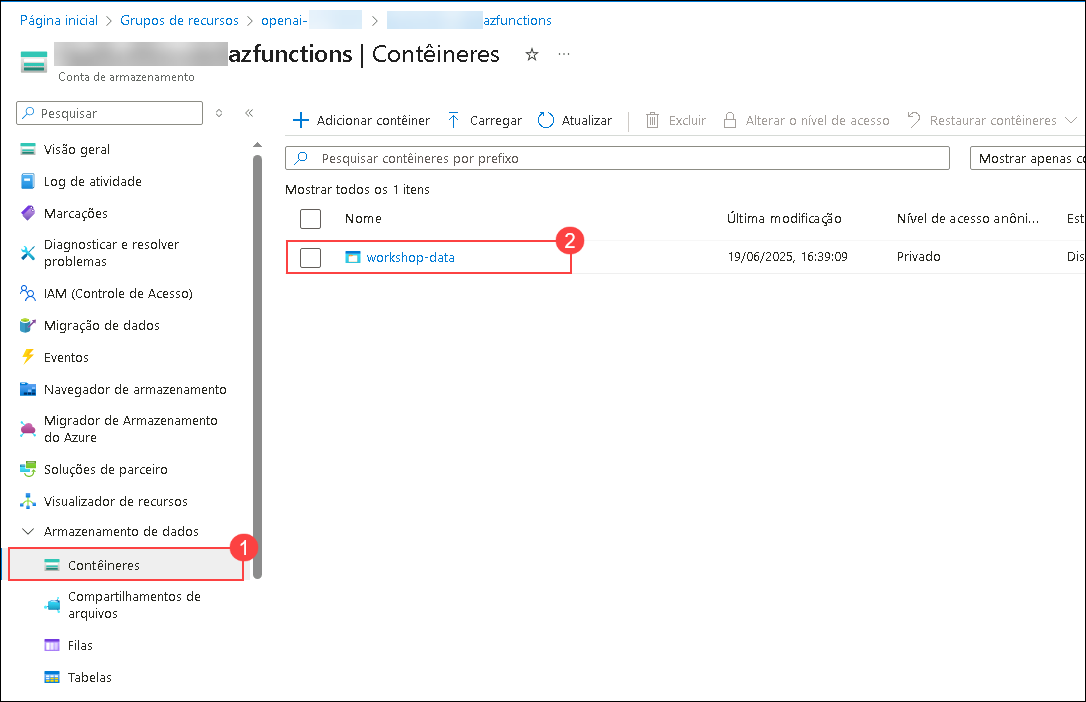 Página inicial > Grupos de recursos > openai- > azfunctions
azfunctions | Contêineres
Conta de armazenamento
Pesquisar
Adicionar contêiner Carregar Atualizar Excluir Alterar o nível de acesso Restaurar contêineres
Visão geral
Log de atividade
Marcações
Diagnosticar e resolver
problemas
IAM (Controle de Acesso)
Migração de dados
Eventos
Navegador de armazenamento
Migrador de Armazenamento
do Azure
Soluções de parceiro
Visualizador de recursos
Armazenamento de dados
1
Contêineres
Compartilhamentos de
arquivos
Filas
Tabelas
Pesquisar contêineres por prefixo
Mostrar apenas co
Mostrar todos os 1 itens
Nome Última modificação Nível de acesso anôni... Est
2
workshop-data 19/06/2025, 16:39:09 Privado Dis